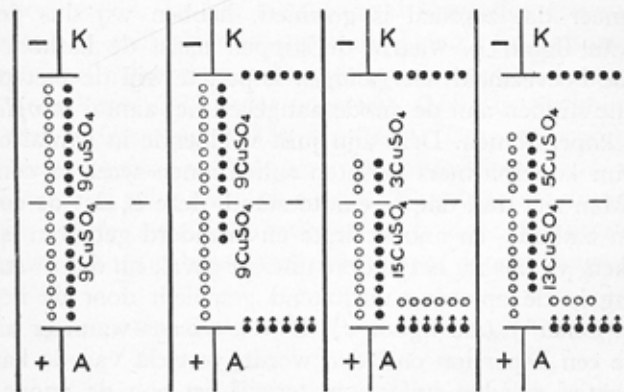 − K − K − K − K
9CuSO₄ 9CuSO₄ 3CuSO₄ 5CuSO₄
9CuSO₄ 9CuSO₄ 15CuSO₄ 13CuSO₄
+ A + A + A + A